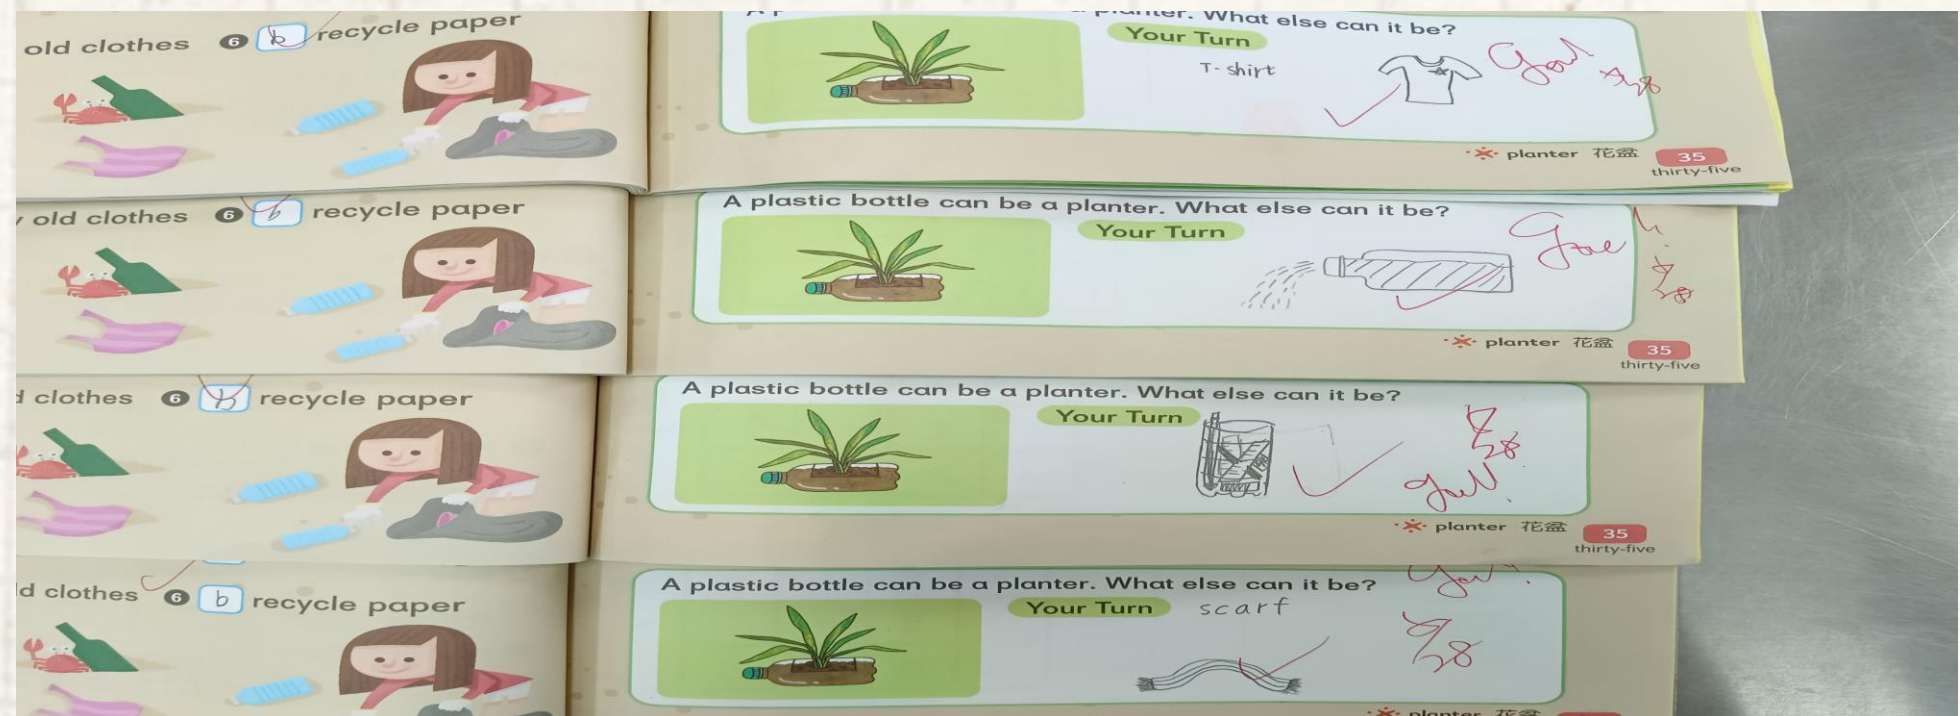 old clothes 6 b recycle paper
planter. What else can it be?
Your Turn
T-shirt
Good
planter 花盆
35
thirty-five
old clothes 6 b recycle paper
A plastic bottle can be a planter. What else can it be?
Your Turn
planter 花盆
35
thirty-five
d clothes 6 b recycle paper
A plastic bottle can be a planter. What else can it be?
Your Turn
planter 花盆
35
thirty-five
d clothes 6 b recycle paper
A plastic bottle can be a planter. What else can it be?
Your Turn
scarf
planter 花盆